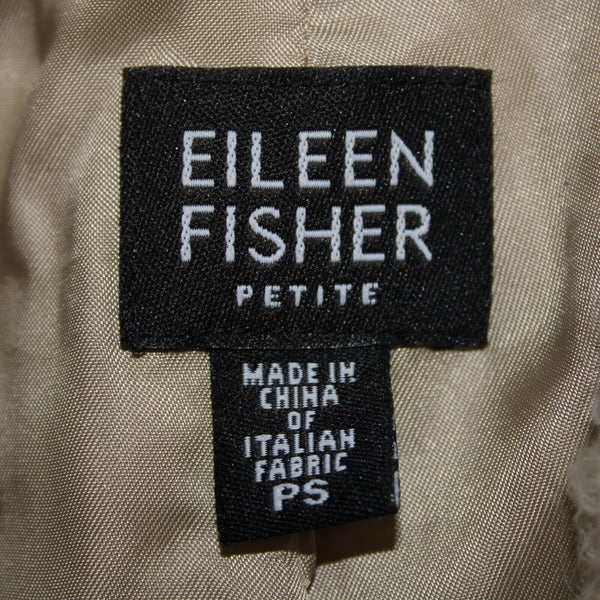 EILEEN
FISHER
PETITE
MADE IN
CHINA
OF
ITALIAN
FABRIC
PS